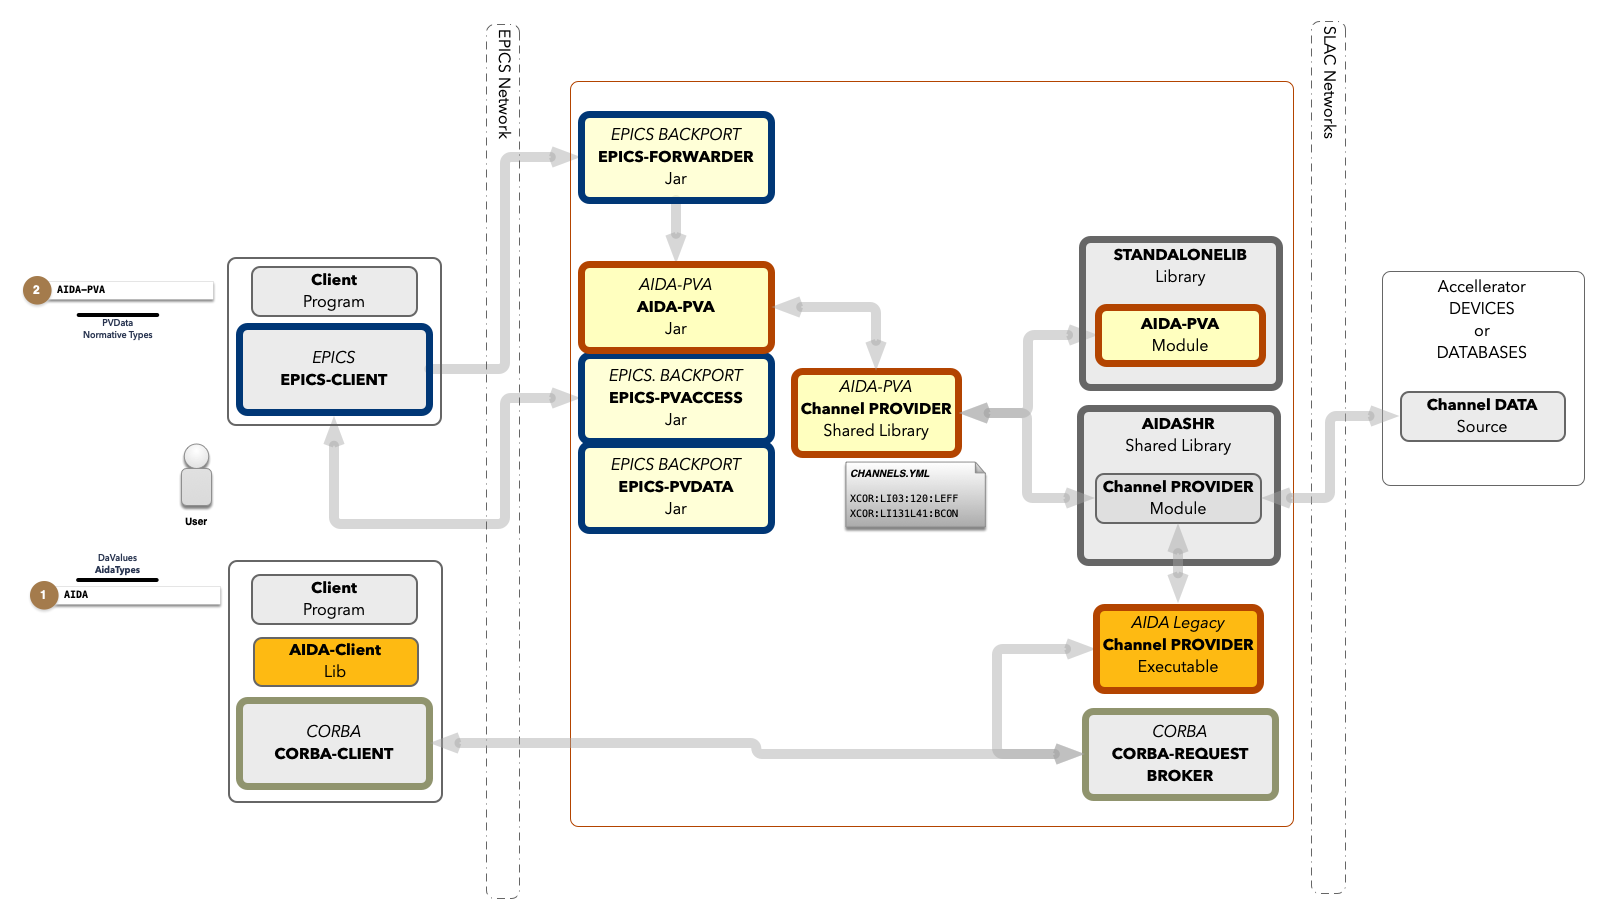 EPICS Network
SLAC Networks
EPICS BACKPORT
EPICS-FORWARDER
Jar
2
AIDA-PVA
PVData
Normative Types
Client
Program
EPICS
EPICS-CLIENT
AIDA-PVA
AIDA-PVA
Jar
EPICS. BACKPORT
EPICS-PVACCESS
Jar
EPICS BACKPORT
EPICS-PVDATA
Jar
AIDA-PVA
Channel PROVIDER
Shared Library
CHANNELS.YML
XCOR:LI03:120:LEFF
XCOR:LI131L41:BCON
STANDALONELIB
Library
AIDA-PVA
Module
AIDASHR
Shared Library
Channel PROVIDER
Module
Accellerator
DEVICES
or
DATABASES
Channel DATA
Source
User
DaValues
AidaTypes
1
AIDA
Client
Program
AIDA-Client
Lib
CORBA
CORBA-CLIENT
AIDA Legacy
Channel PROVIDER
Executable
CORBA
CORBA-REQUEST
BROKER